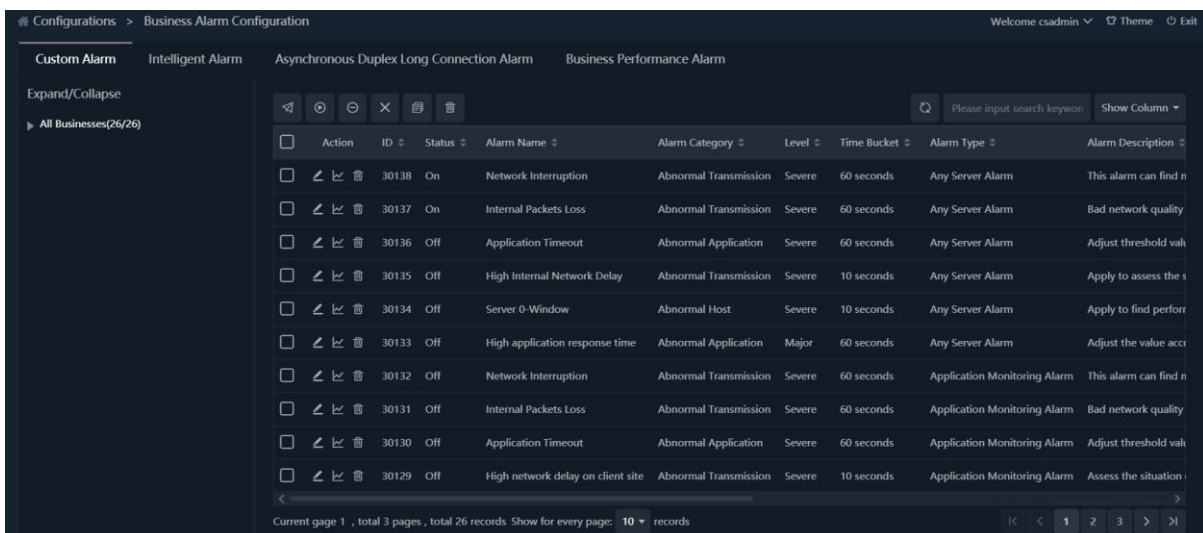 Configurations > Business Alarm Configuration Welcome csadmin Theme Exit
Custom Alarm Intelligent Alarm Asynchronous Duplex Long Connection Alarm Business Performance Alarm
Expand/Collapse
All Businesses(26/26)
Please input search keywor Show Column
Action ID Status Alarm Name Alarm Category Level Time Bucket Alarm Type Alarm Description
30138 On Network Interruption Abnormal Transmission Severe 60 seconds Any Server Alarm This alarm can find
30137 On Internal Packets Loss Abnormal Transmission Severe 60 seconds Any Server Alarm Bad network quality
30136 Off Application Timeout Abnormal Application Severe 60 seconds Any Server Alarm Adjust threshold
30135 Off High Internal Network Delay Abnormal Transmission Severe 10 seconds Any Server Alarm Apply to assess the
30134 Off Server 0-Window Abnormal Host Severe 10 seconds Any Server Alarm Apply to find
30133 Off High application response time Abnormal Application Major 60 seconds Any Server Alarm Adjust the value
30132 Off Network Interruption Abnormal Transmission Severe 60 seconds Application Monitoring Alarm This alarm can find
30131 Off Internal Packets Loss Abnormal Transmission Severe 60 seconds Application Monitoring Alarm Bad network quality
30130 Off Application Timeout Abnormal Application Severe 60 seconds Application Monitoring Alarm Adjust threshold
30129 Off High network delay on client site Abnormal Transmission Severe 10 seconds Application Monitoring Alarm Assess the situation
Current gage 1 , total 3 pages , total 26 records Show for every page: 10 records 1 2 3